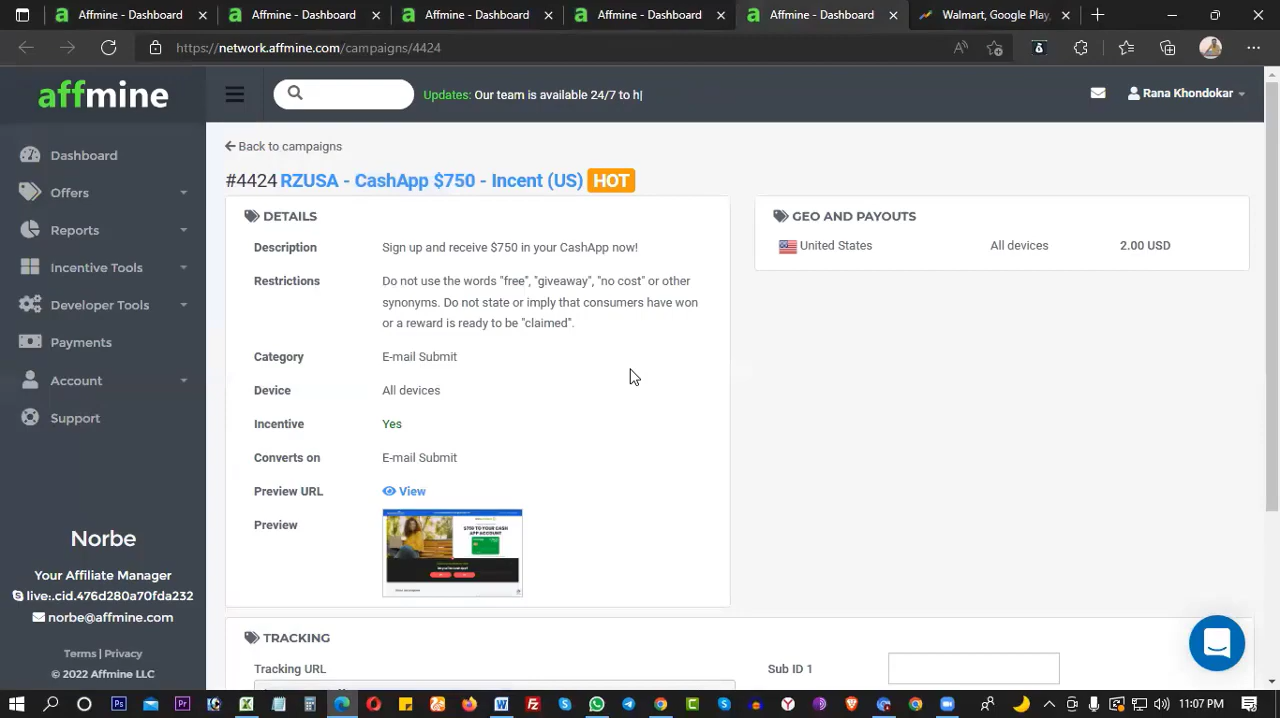 Affmine - Dashboard
Affmine - Dashboard
Affmine - Dashboard
Affmine - Dashboard
Affmine - Dashboard
Walmart, Google Play,
https://network.affmine.com/campaigns/4424
affmine
Updates: Our team is available 24/7 to h|
Rana Khondokar
Dashboard
Offers
Reports
Incentive Tools
Developer Tools
Payments
Account
Support
Norbe
Your Affiliate Manager
live:.cid.476d280a70fda232
norbe@affmine.com
Terms | Privacy
© 2022 Affmine LLC
Back to campaigns
#4424 RZUSA - CashApp $750 - Incent (US) HOT
DETAILS
Description Sign up and receive $750 in your CashApp now!
Restrictions Do not use the words "free", "giveaway", "no cost" or other
synonyms. Do not state or imply that consumers have won
or a reward is ready to be "claimed".
Category E-mail Submit
Device All devices
Incentive Yes
Converts on E-mail Submit
Preview URL View
Preview
GEO AND PAYOUTS
United States All devices 2.00 USD
TRACKING
Tracking URL
Sub ID 1
11:07 PM